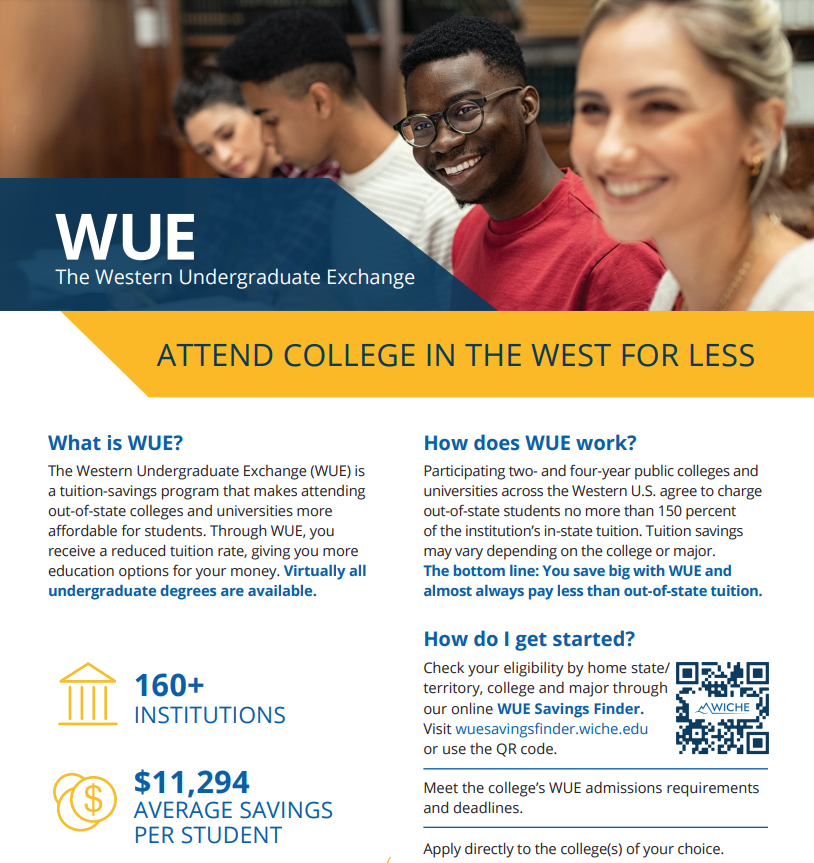 WUE
The Western Undergraduate Exchange
ATTEND COLLEGE IN THE WEST FOR LESS
What is WUE?
The Western Undergraduate Exchange (WUE) is
a tuition-savings program that makes attending
out-of-state colleges and universities more
affordable for students. Through WUE, you
receive a reduced tuition rate, giving you more
education options for your money. Virtually all
undergraduate degrees are available.
160+
INSTITUTIONS
$11,294
AVERAGE SAVINGS
PER STUDENT
How does WUE work?
Participating two- and four-year public colleges and
universities across the Western U.S. agree to charge
out-of-state students no more than 150 percent
of the institution's in-state tuition. Tuition savings
may vary depending on the college or major.
The bottom line: You save big with WUE and
almost always pay less than out-of-state tuition.
How do I get started?
Check your eligibility by home state/
territory, college and major through
our online WUE Savings Finder.
Visit wuesavingsfinder.wiche.edu
or use the QR code.
WICHE
Meet the college's WUE admissions requirements
and deadlines.
Apply directly to the college(s) of your choice.